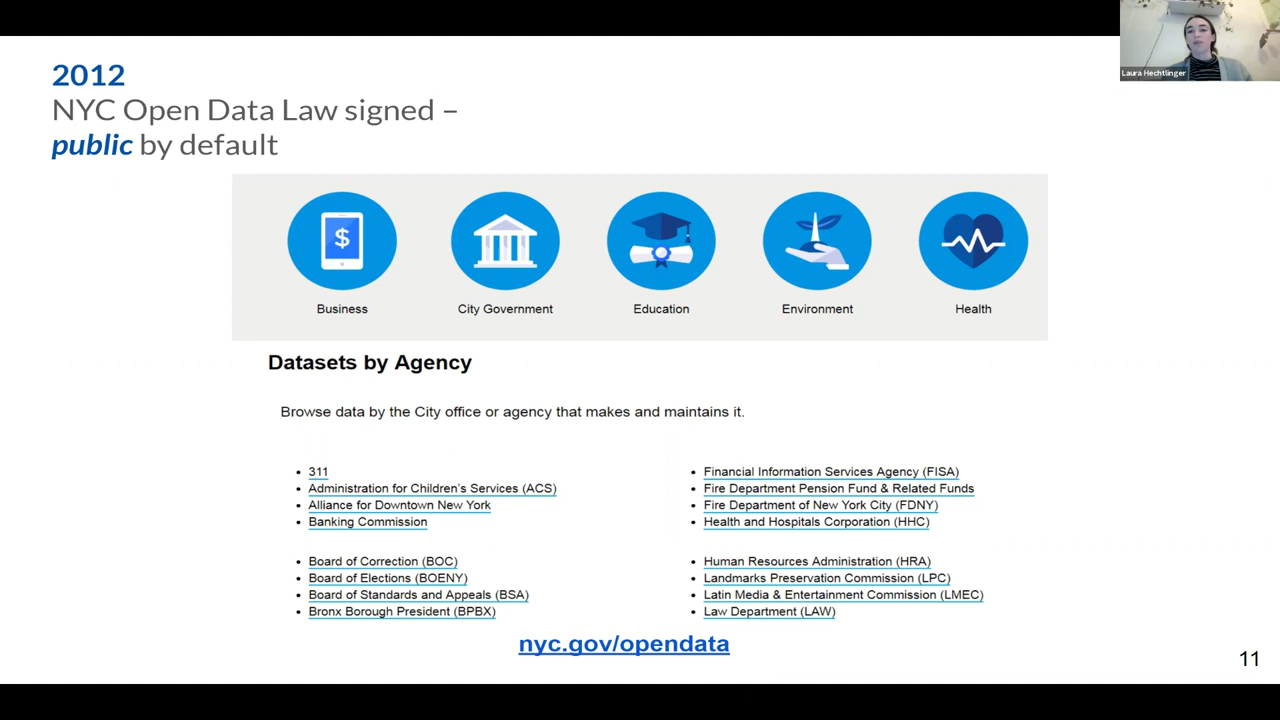 Laura Hechtlinger
2012
NYC Open Data Law signed –
public by default
$
Business
City Government
Education
Environment
Health
Datasets by Agency
Browse data by the City office or agency that makes and maintains it.
• 311
• Administration for Children's Services (ACS)
• Alliance for Downtown New York
• Banking Commission
• Board of Correction (BOC)
• Board of Elections (BOENY)
• Board of Standards and Appeals (BSA)
• Bronx Borough President (BPBX)
• Financial Information Services Agency (FISA)
• Fire Department Pension Fund & Related Funds
• Fire Department of New York City (FDNY)
• Health and Hospitals Corporation (HHC)
• Human Resources Administration (HRA)
• Landmarks Preservation Commission (LPC)
• Latin Media & Entertainment Commission (LMEC)
• Law Department (LAW)
nyc.gov/opendata
11